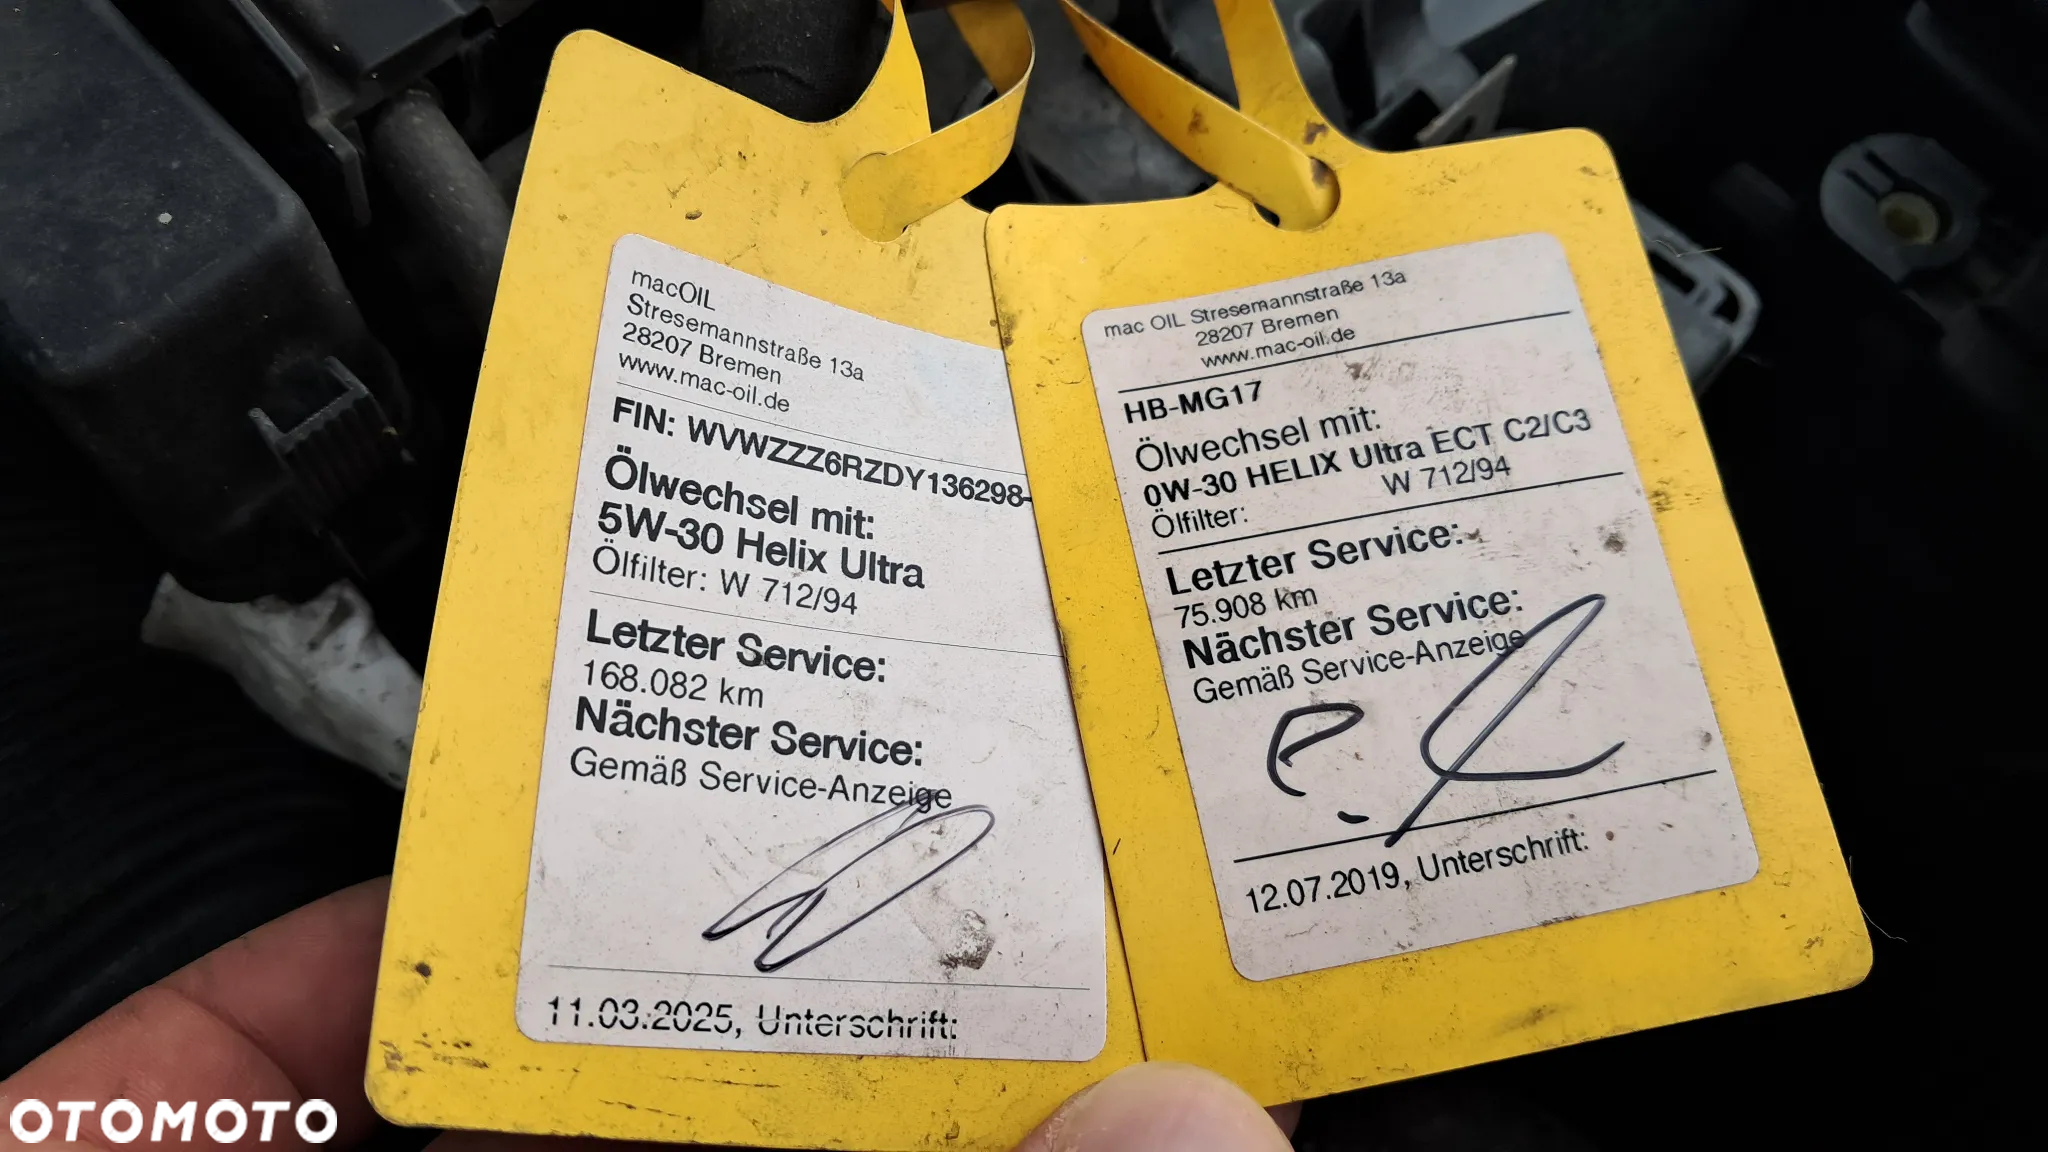 macOIL
Stresemannstraße 13a
28207 Bremen
www.mac-oil.de
FIN: WVWZZZ6RZDY136298-
Ölwechsel mit:
5W-30 Helix Ultra
Ölfilter: W 712/94
Letzter Service:
168.082 km
Nächster Service:
Gemäß Service-Anzeige
11.03.2025, Unterschrift:
mac OIL Stresemannstraße 13a
28207 Bremen
www.mac-oil.de
HB-MG17
Ölwechsel mit:
0W-30 HELIX Ultra ECT C2/C3
Ölfilter: W 712/94
Letzter Service:
75.908 km
Nächster Service:
Gemäß Service-Anzeige
12.07.2019, Unterschrift:
OTOMOTO